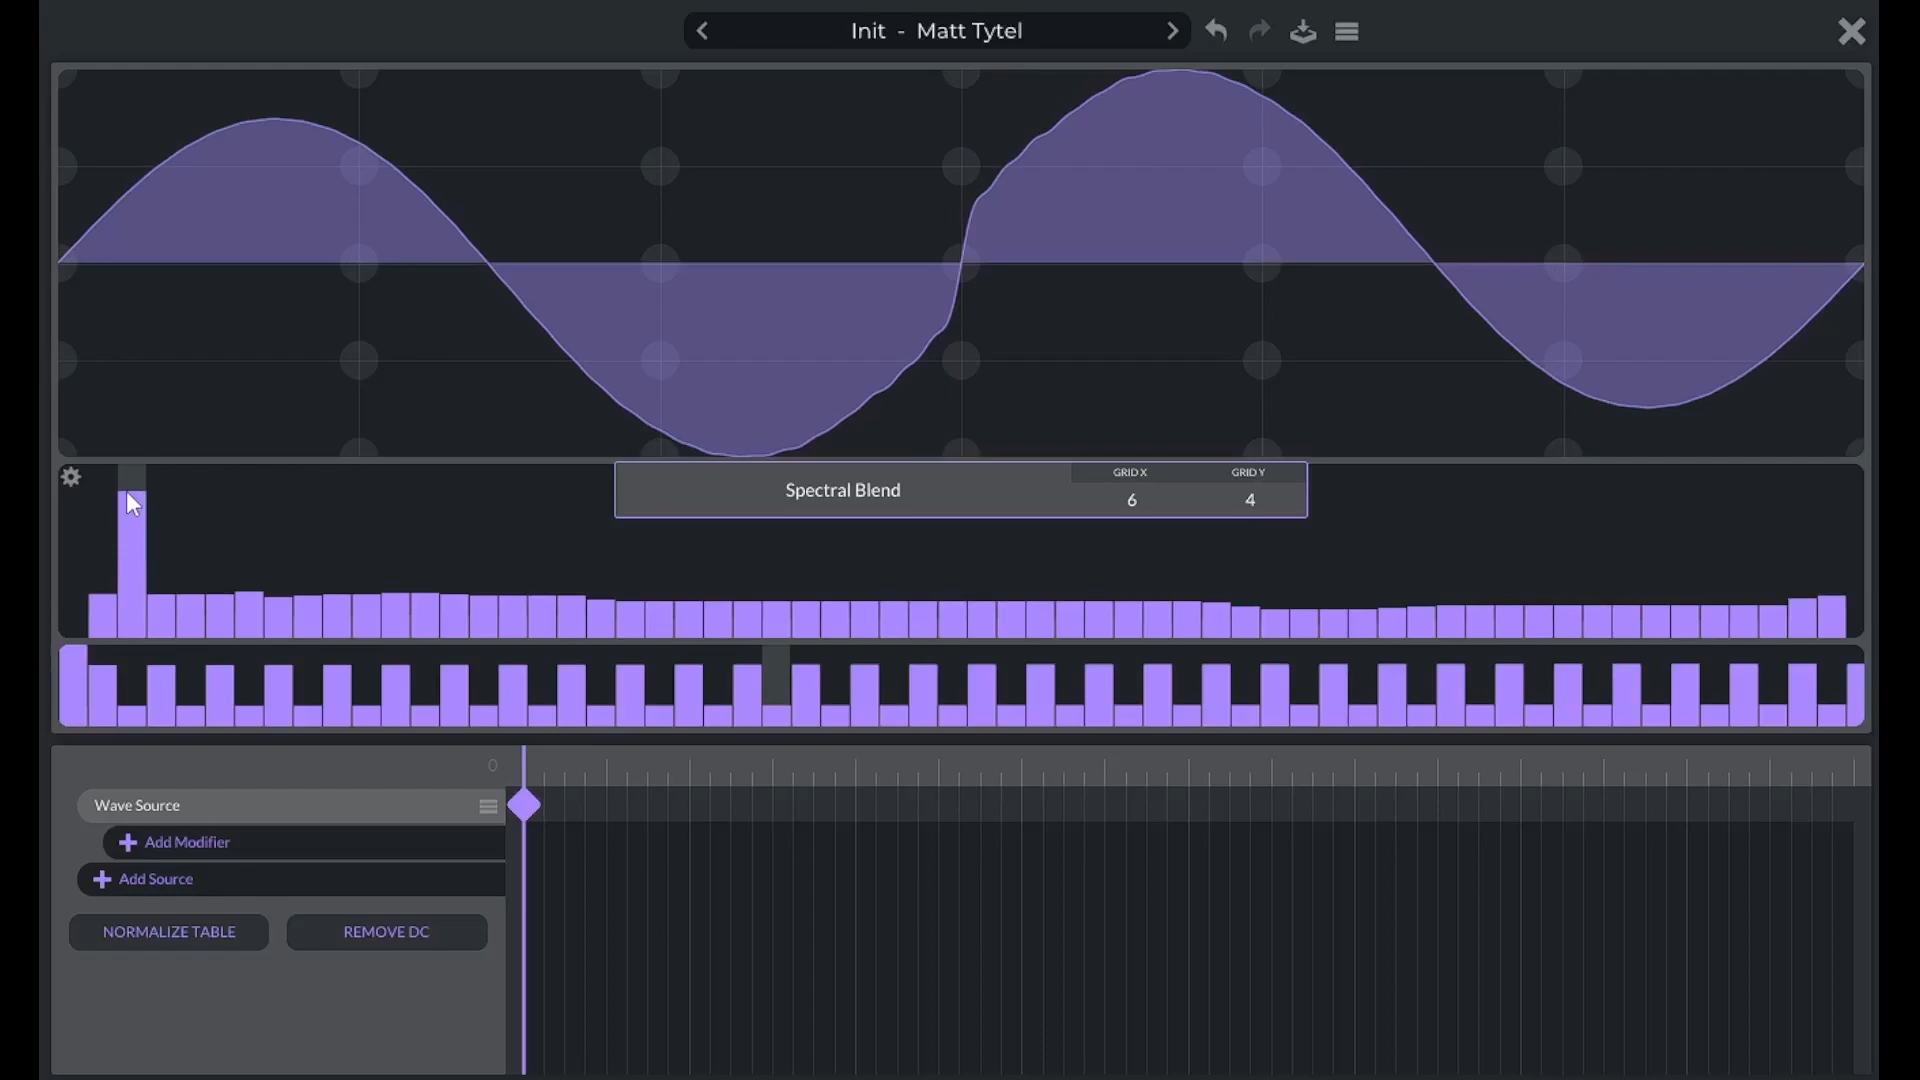 Init - Matt Tytel
Spectral Blend
GRID X
6
GRID Y
4
0
Wave Source
Add Modifier
Add Source
NORMALIZE TABLE
REMOVE DC